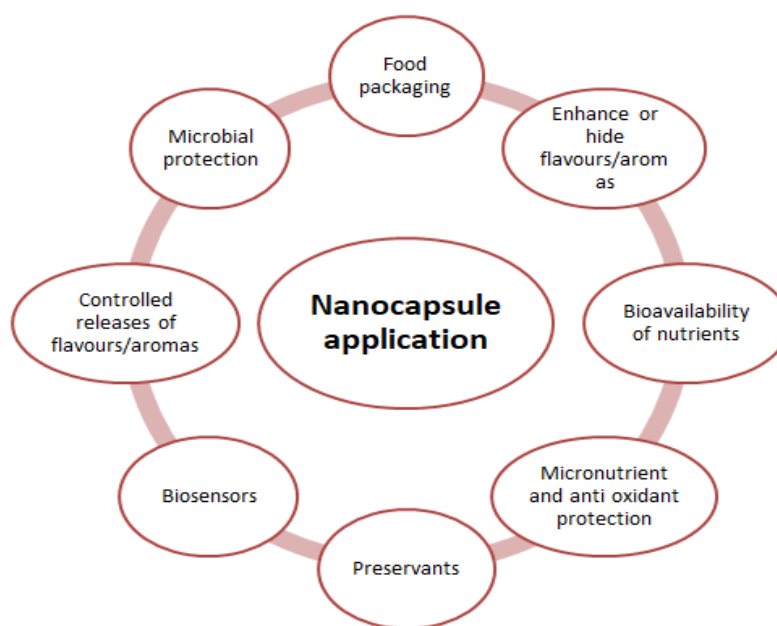 Food
packaging
Enhance or
hide
flavours/arom
as
Bioavailability
of nutrients
Micronutrient
and anti oxidant
protection
Preservants
Biosensors
Controlled
releases of
flavours/aromas
Microbial
protection
Nanocapsule
application